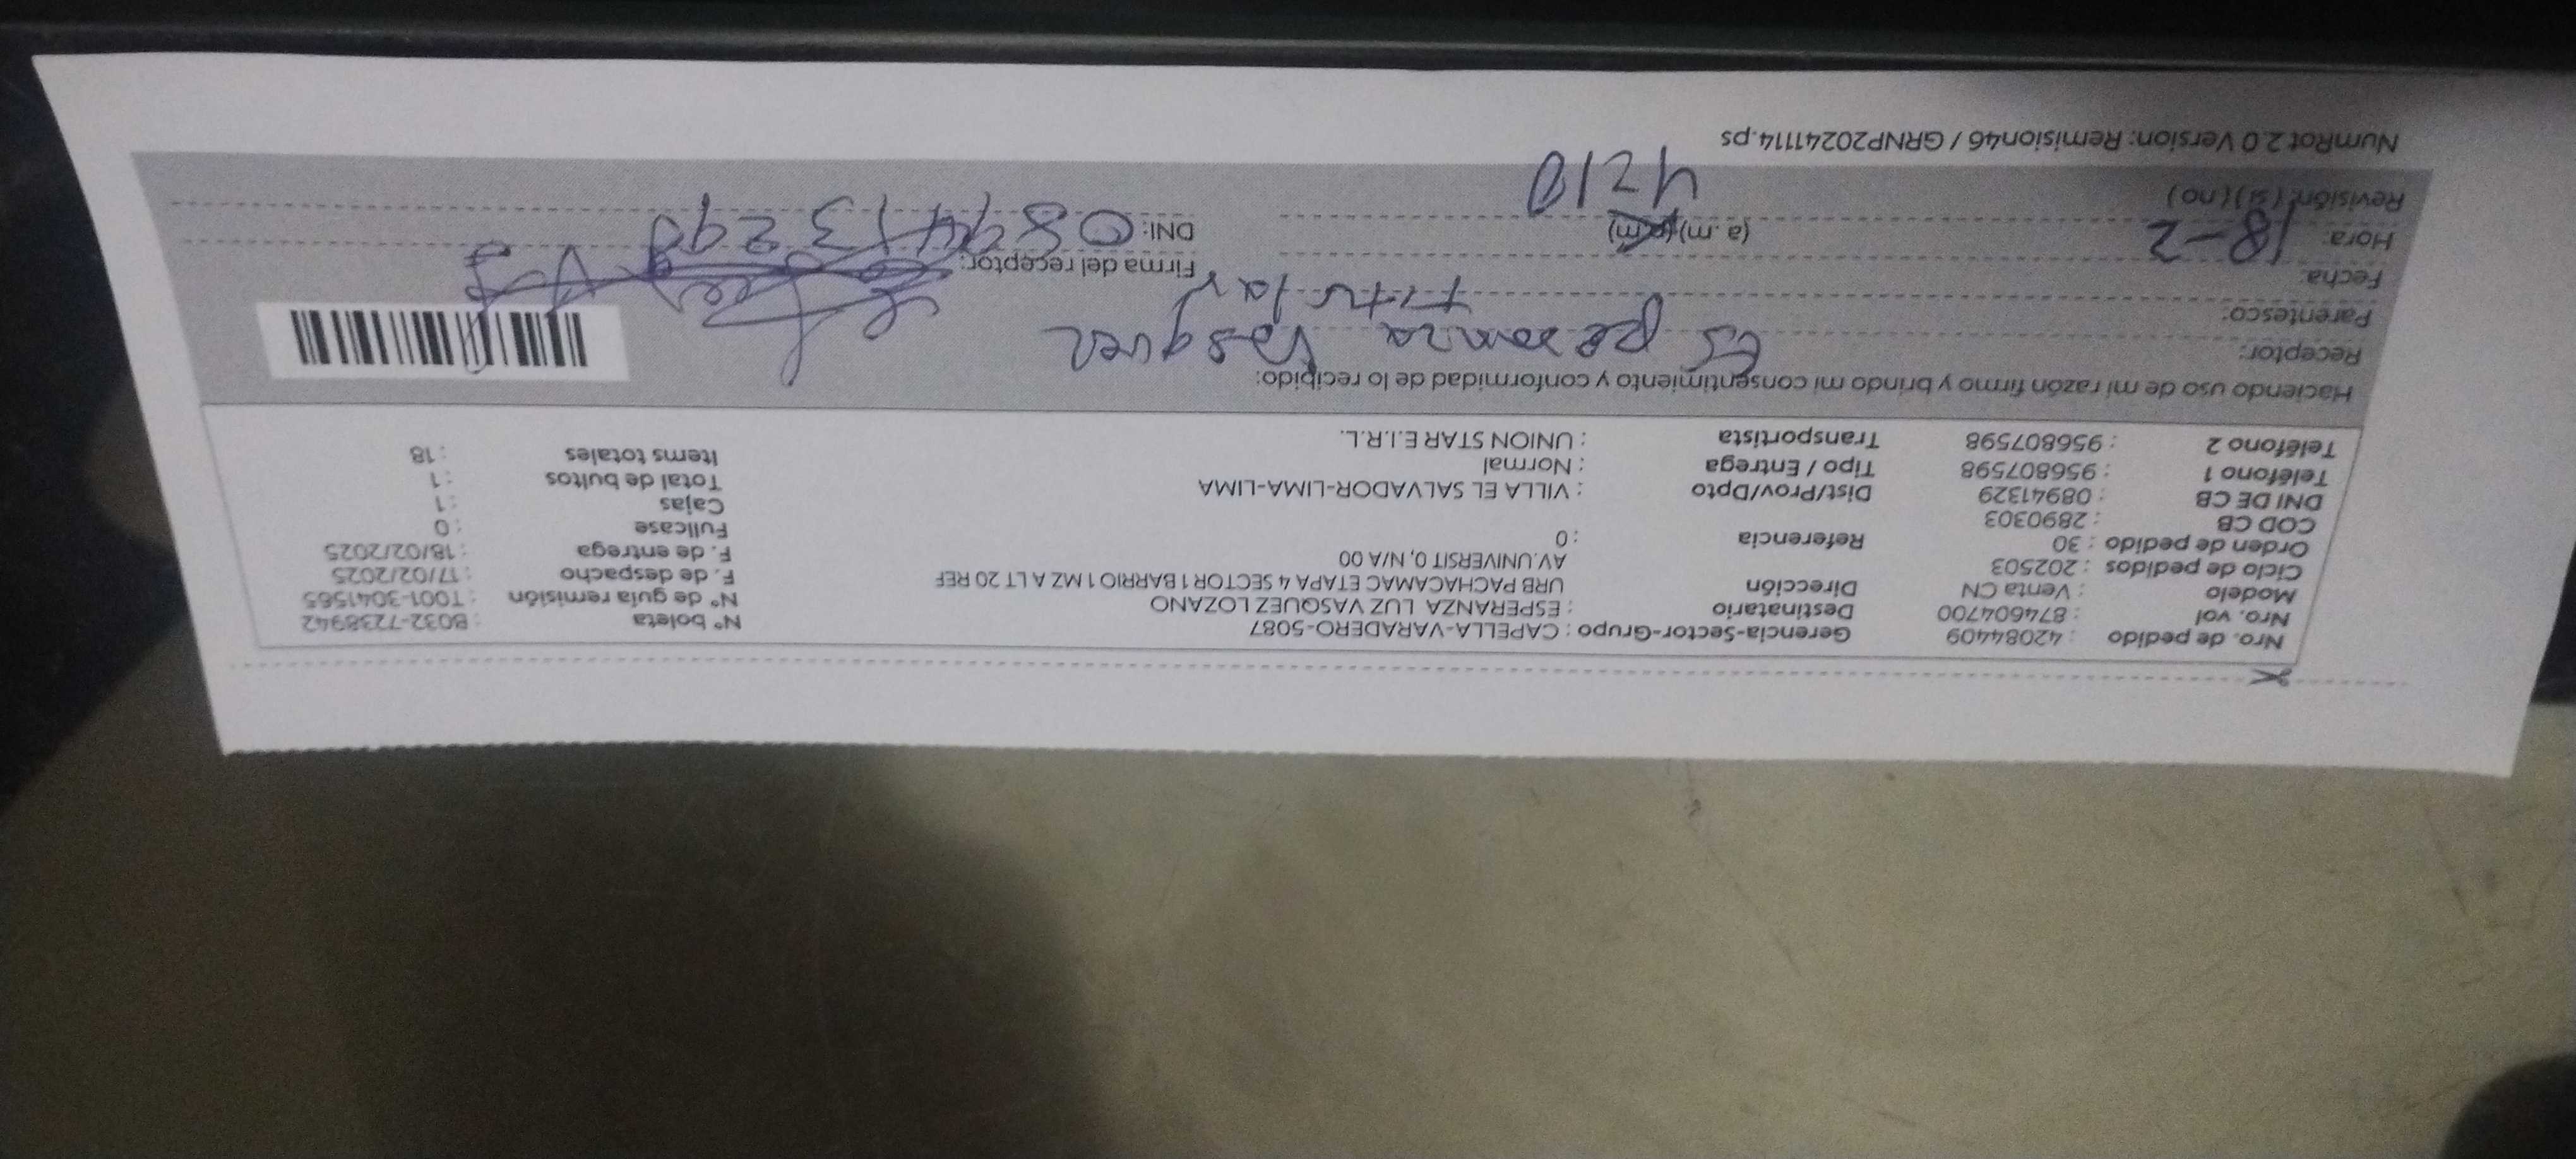 Nro. de pedido : 42084409 Gerencia-Sector-Grupo : CAPELLA-VARADERO-5087 N° boleta : B032-7238942
Nro. vol : 874604700 Destinatario : ESPERANZA LUZ VASQUEZ LOZANO N° de guía remisión : T001-3041565
Modelo : Venta CN Dirección URB PACHACAMAC ETAPA 4 SECTOR 1 BARRIO 1 MZ A LT 20 REF F. de despacho : 17/02/2025
Ciclo de pedidos : 202503 AV.UNIVERSIT 0, N/A 00 F. de entrega : 18/02/2025
Orden de pedido : 30 Referencia : 0 Fullcase : 0
COD CB : 2890303 Cajas : 1
DNI DE CB : 08941329 Dist/Prov/Dpto : VILLA EL SALVADOR-LIMA-LIMA Total de bultos : 1
Teléfono 1 : 956807598 Tipo / Entrega : Normal Items totales : 18
Teléfono 2 : 956807598 Transportista : UNION STAR E.I.R.L.
Haciendo uso de mi razón firmo y brindo mi consentimiento y conformidad de lo recibido:
Receptor: Es peranza Vasquez
Parentesco: titular
Fecha: 18-2 Firma del receptor:
Hora: (a.m) (p.m) DNI:
Revisión: (si) (no) 4210
NumRot 2.0 Version: Remision46 / GRNP20241114.ps